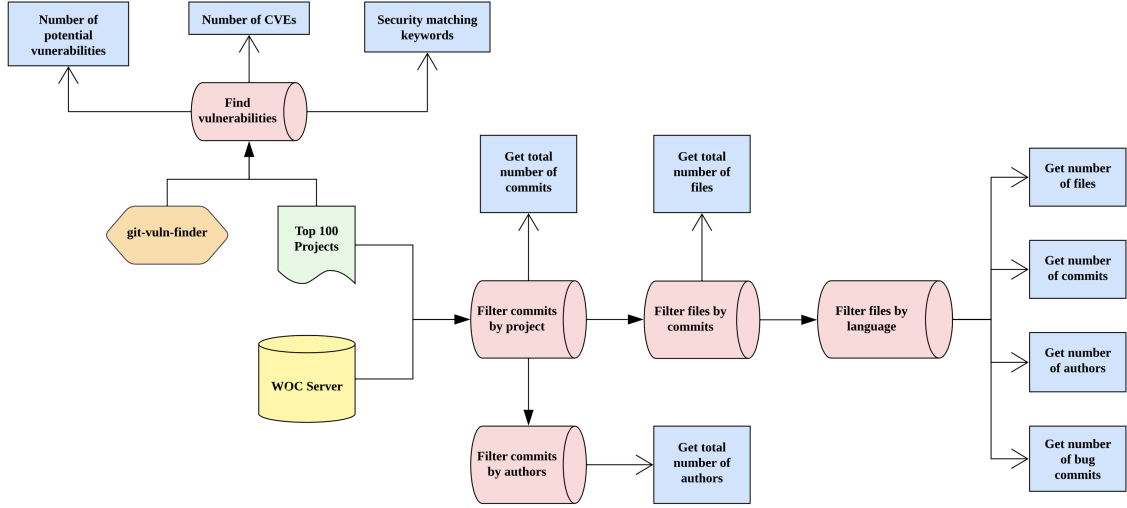 Number of
potential
vunerabilities
Number of CVEs
Security matching
keywords
Find
vulnerabilities
git-vuln-finder
Top 100
Projects
WOC Server
Get total
number of
commits
Get total
number of
files
Filter commits
by project
Filter files by
commits
Filter files by
language
Filter commits
by authors
Get total
number of
authors
Get number
of files
Get number
of commits
Get number
of authors
Get number
of bug
commits